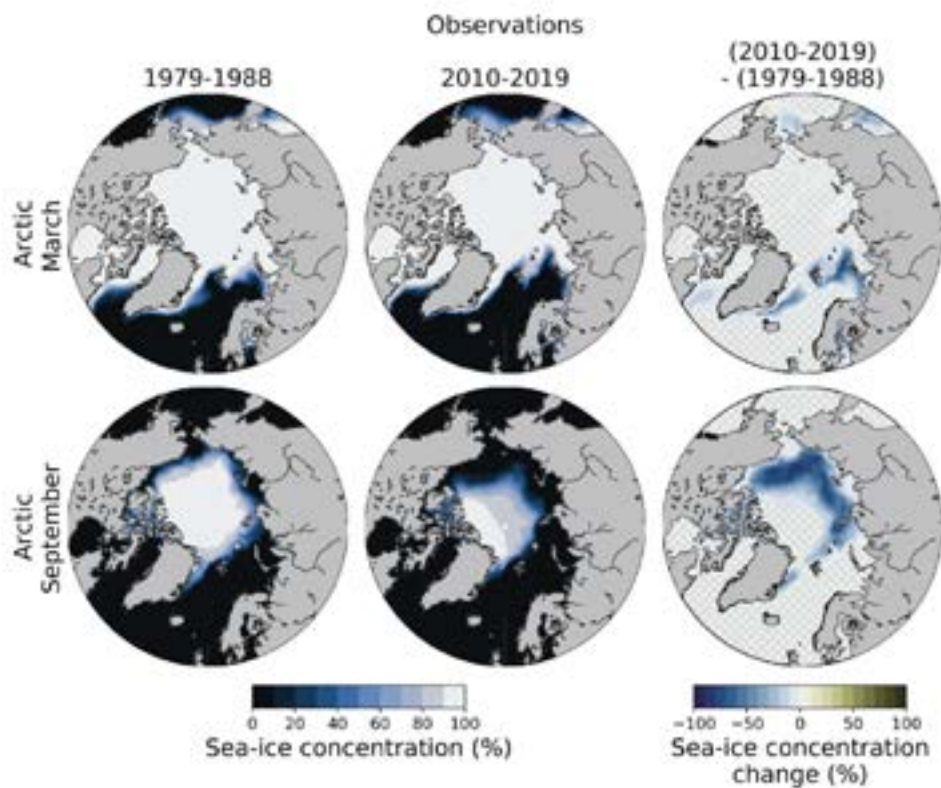 Observations
1979-1988
2010-2019
(2010-2019)
- (1979-1988)
Arctic
March
Arctic
September
0 20 40 60 80 100
Sea-ice concentration (%)
−100 −50 0 50 100
Sea-ice concentration
change (%)